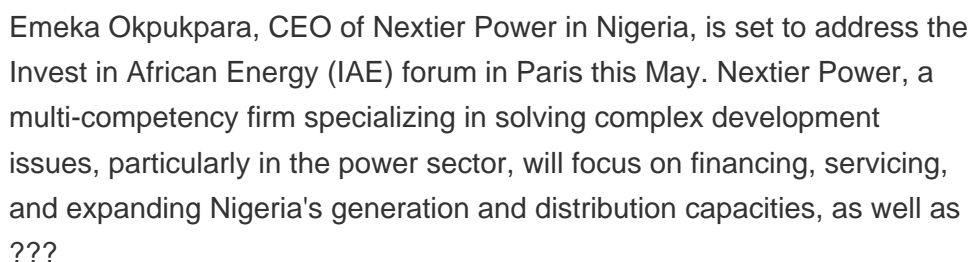 Emeka Okpukpara, CEO of Nextier Power in Nigeria, is set to address the
Invest in African Energy (IAE) forum in Paris this May. Nextier Power, a
multi-competency firm specializing in solving complex development
issues, particularly in the power sector, will focus on financing, servicing,
and expanding Nigeria's generation and distribution capacities, as well as
???